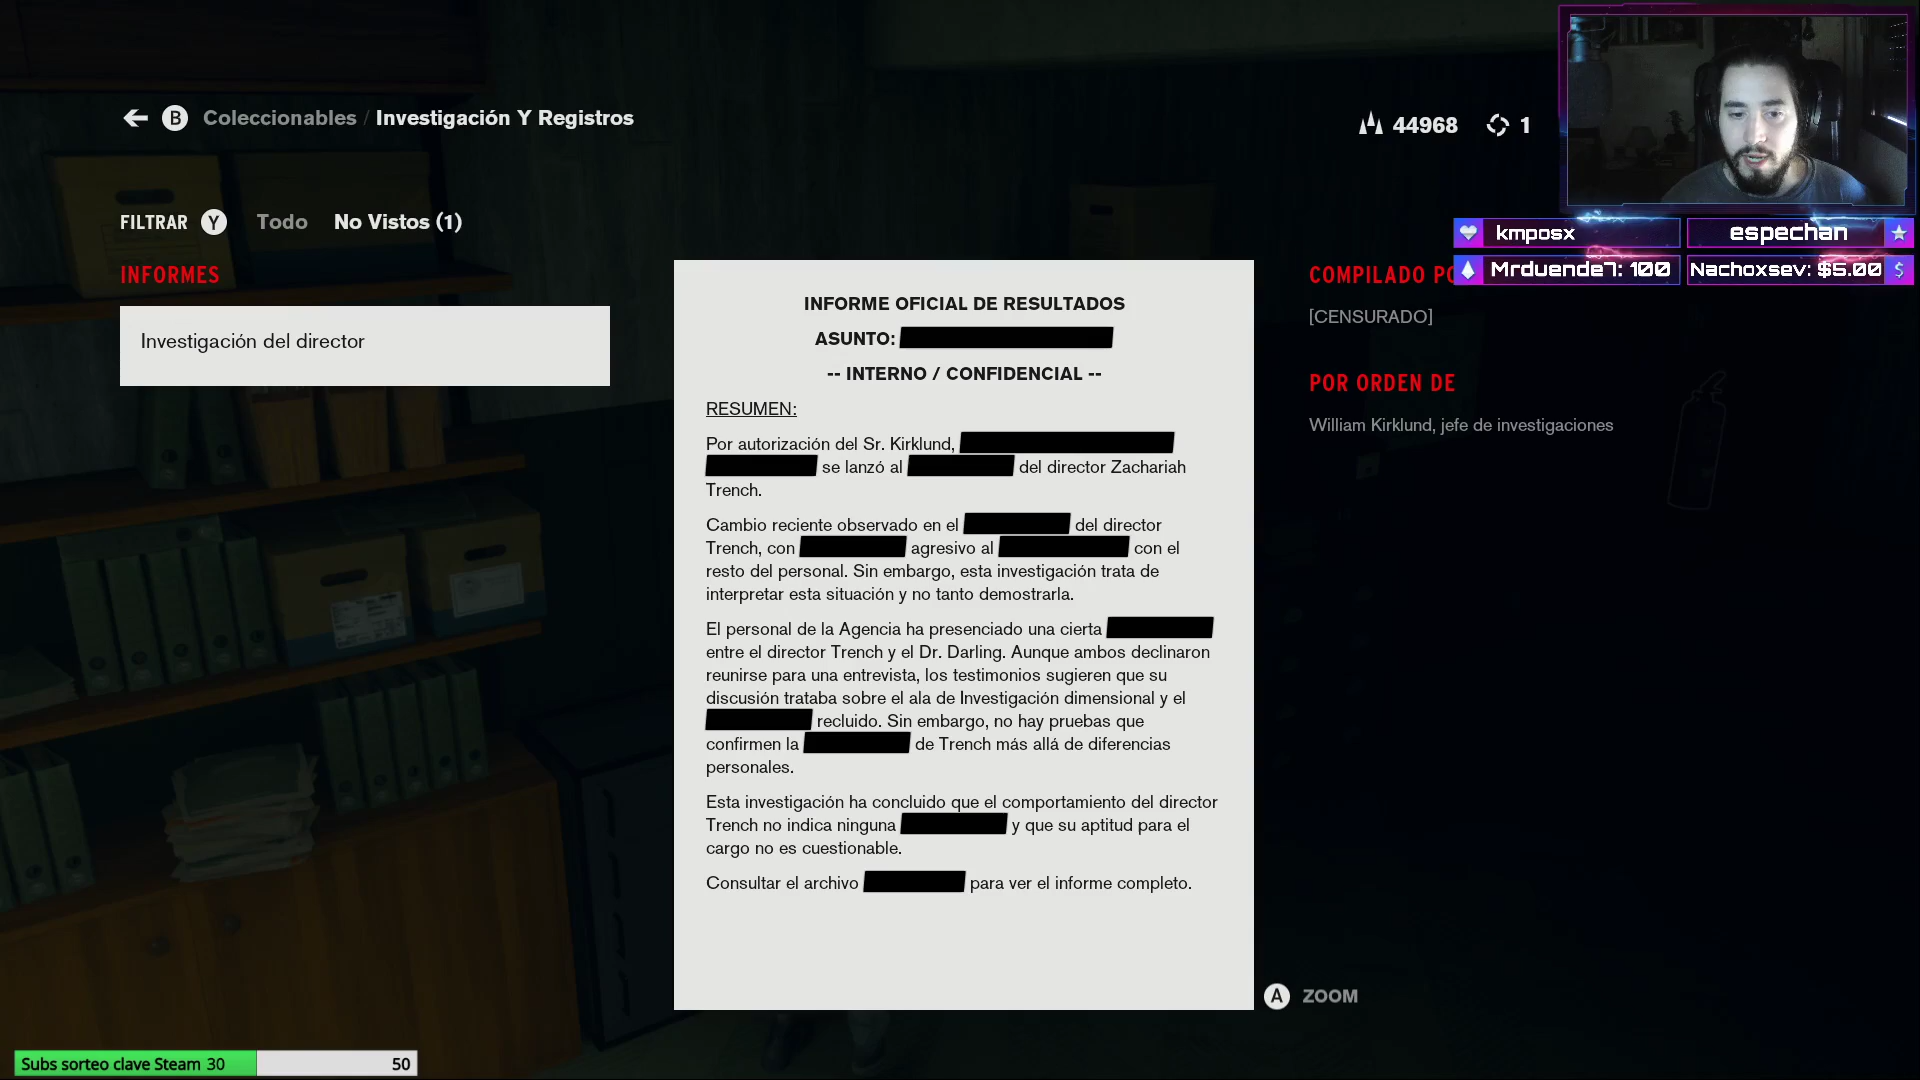 B Coleccionables / Investigación Y Registros
44968 1
FILTRAR Y Todo No Vistos (1)
INFORMES
Investigación del director
INFORME OFICIAL DE RESULTADOS
ASUNTO:
-- INTERNO / CONFIDENCIAL --
RESUMEN:
Por autorización del Sr. Kirklund,
se lanzó al del director Zachariah
Trench.
Cambio reciente observado en el del director
Trench, con agresivo al con el
resto del personal. Sin embargo, esta investigación trata de
interpretar esta situación y no tanto demostrarla.
El personal de la Agencia ha presenciado una cierta
entre el director Trench y el Dr. Darling. Aunque ambos declinaron
reunirse para una entrevista, los testimonios sugieren que su
discusión trataba sobre el ala de Investigación dimensional y el
recluido. Sin embargo, no hay pruebas que
confirmen la de Trench más allá de diferencias
personales.
Esta investigación ha concluido que el comportamiento del director
Trench no indica ninguna y que su aptitud para el
cargo no es cuestionable.
Consultar el archivo para ver el informe completo.
COMPILADO PO
[CENSURADO]
POR ORDEN DE
William Kirklund, jefe de investigaciones
A ZOOM
kmposx
espechan
Mrduende7: 100
Nachoxsev: $5.00 $
Subs sorteo clave Steam 30 50